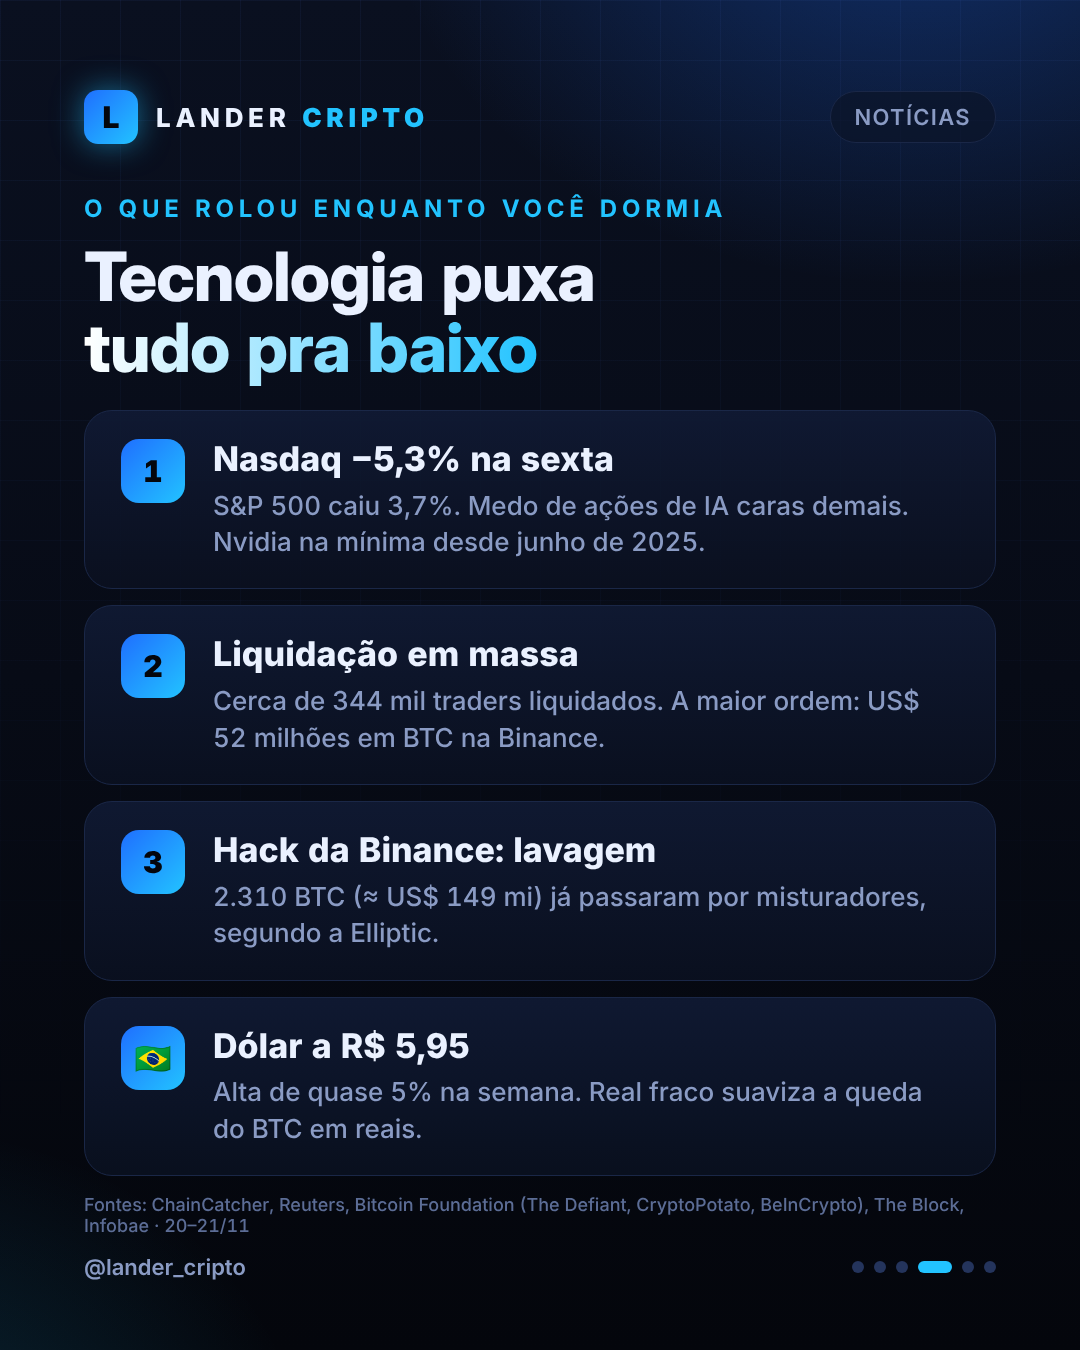 L LANDER CRIPTO
NOTÍCIAS
O QUE ROLOU ENQUANTO VOCÊ DORMIA
Tecnologia puxa
tudo pra baixo
1
Nasdaq −5,3% na sexta
S&P 500 caiu 3,7%. Medo de ações de IA caras demais.
Nvidia na mínima desde junho de 2025.
2
Liquidação em massa
Cerca de 344 mil traders liquidados. A maior ordem: US$
52 milhões em BTC na Binance.
3
Hack da Binance: lavagem
2.310 BTC (≈ US$ 149 mi) já passaram por misturadores,
segundo a Elliptic.
Dólar a R$ 5,95
Alta de quase 5% na semana. Real fraco suaviza a queda
do BTC em reais.
Fontes: ChainCatcher, Reuters, Bitcoin Foundation (The Defiant, CryptoPotato, BeInCrypto), The Block,
Infobae · 20–21/11
@lander_cripto